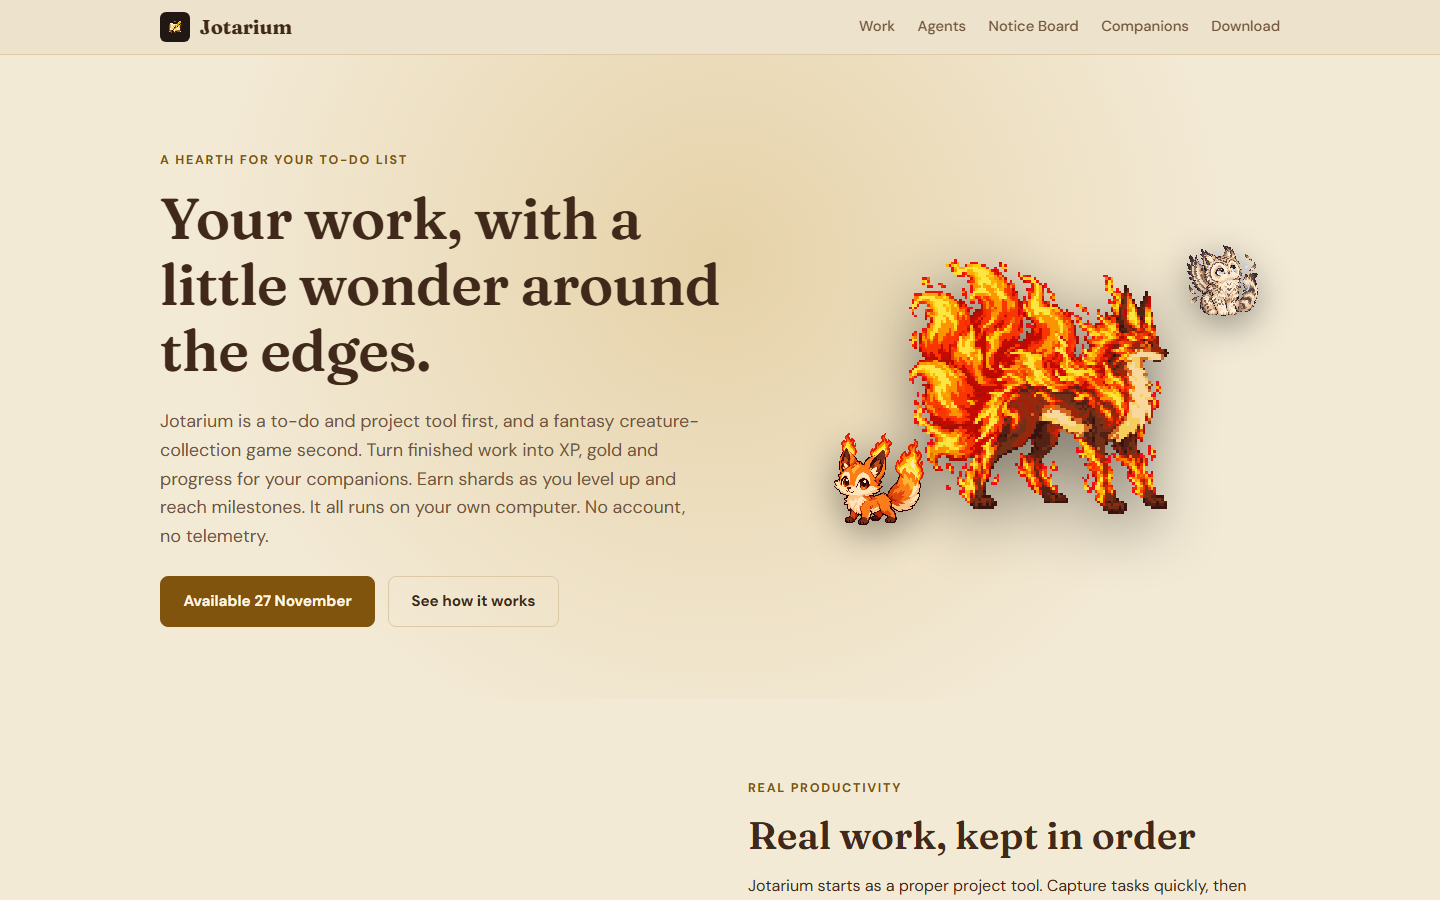 Jotarium
Work Agents Notice Board Companions Download
A HEARTH FOR YOUR TO-DO LIST
Your work, with a
little wonder around
the edges.
Jotarium is a to-do and project tool first, and a fantasy creature-
collection game second. Turn finished work into XP, gold and
progress for your companions. Earn shards as you level up and
reach milestones. It all runs on your own computer. No account,
no telemetry.
Available 27 November
See how it works
REAL PRODUCTIVITY
Real work, kept in order
Jotarium starts as a proper project tool. Capture tasks quickly, then